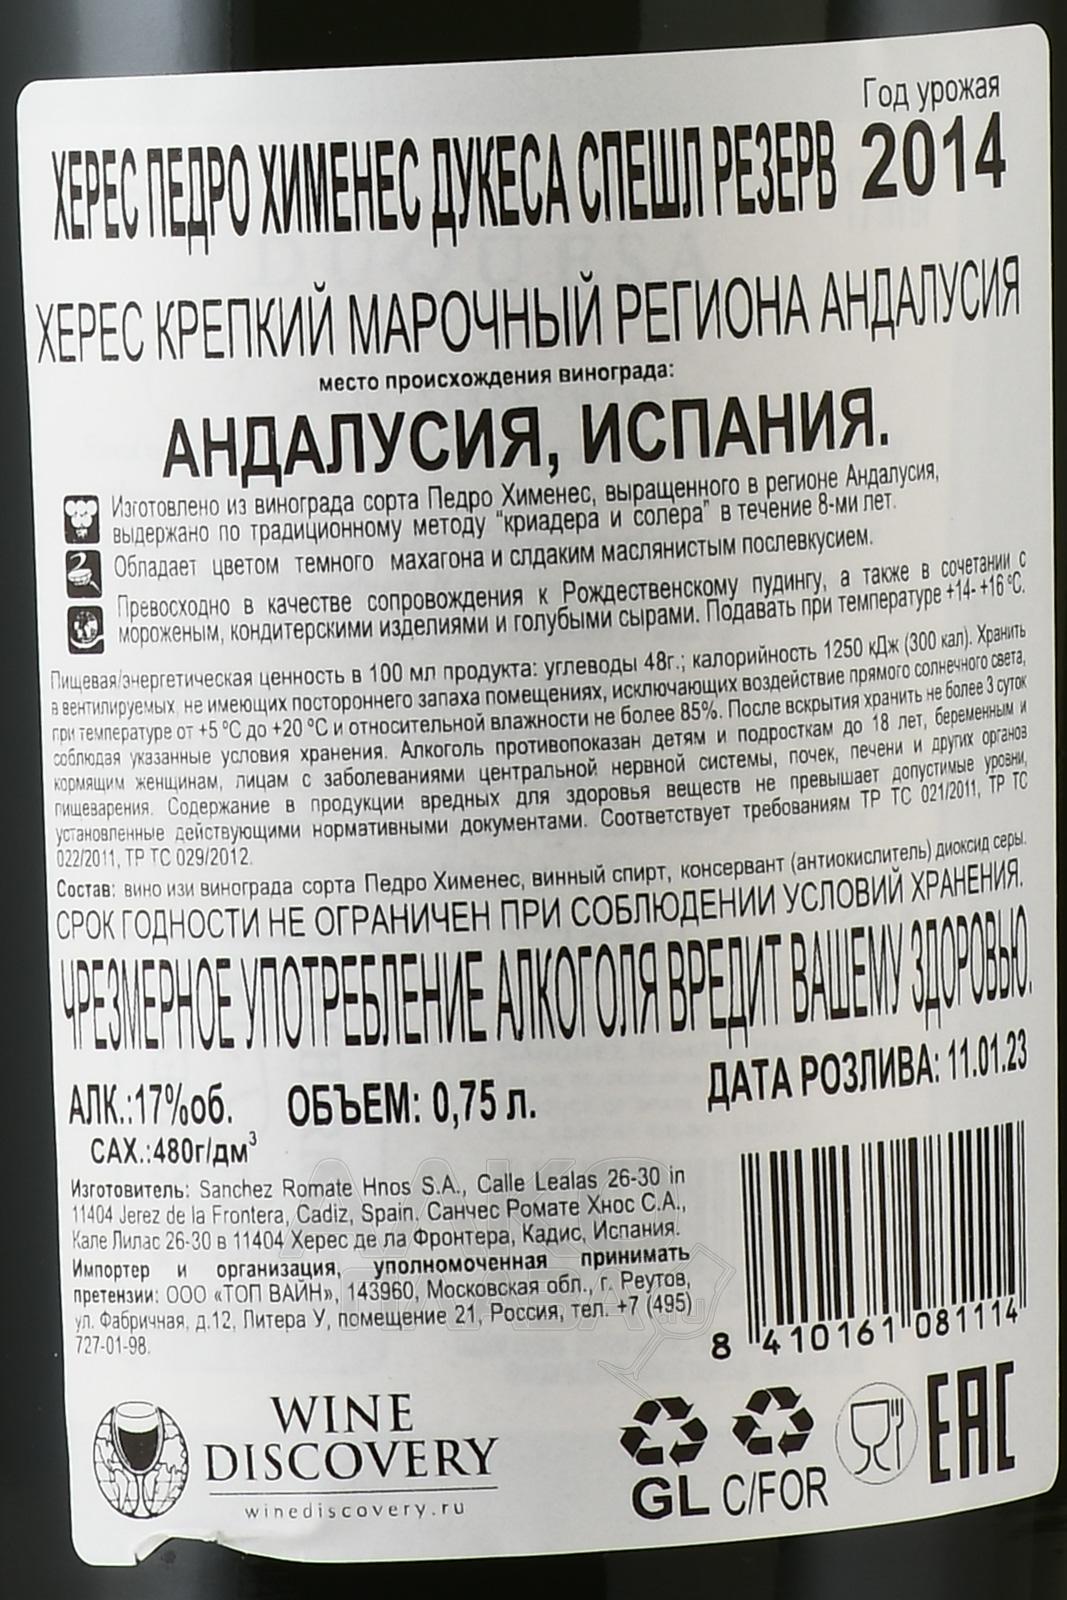 Год урожая
ХЕРЕС ПЕДРО ХИМЕНЕС ДУКЕСА СПЕШЛ РЕЗЕРВ 2014
ХЕРЕС КРЕПКИЙ МАРОЧНЫЙ РЕГИОНА АНДАЛУСИЯ
место происхождения винограда:
АНДАЛУСИЯ, ИСПАНИЯ.
Изготовлено из винограда сорта Педро Хименес, выращенного в регионе Андалусия,
выдержано по традиционному методу "криадера и солера" в течение 8-ми лет.
Обладает цветом темного махагона и слдаким маслянистым послевкусием.
Превосходно в качестве сопровождения к Рождественскому пудингу, а также в сочетании с
мороженым, кондитерскими изделиями и голубыми сырами. Подавать при температуре +14- +16 °С.
Пищевая/энергетическая ценность в 100 мл продукта: углеводы 48г.; калорийность 1250 кДж (300 кал). Хранить
в вентилируемых, не имеющих постороннего запаха помещениях, исключающих воздействие прямого солнечного света,
при температуре от +5 °С до +20 °С и относительной влажности не более 85%. После вскрытия хранить не более 3 суток
соблюдая указанные условия хранения. Алкоголь противопоказан детям и подросткам до 18 лет, беременным и
кормящим женщинам, лицам с заболеваниями центральной нервной системы, почек, печени и других органов
пищеварения. Содержание в продукции вредных для здоровья веществ не превышает допустимые уровни,
установленные действующими нормативными документами. Соответствует требованиям ТР ТС 021/2011, ТР ТС
022/2011, ТР ТС 029/2012.
Состав: вино изи винограда сорта Педро Хименес, винный спирт, консервант (антиокислитель) диоксид серы.
СРОК ГОДНОСТИ НЕ ОГРАНИЧЕН ПРИ СОБЛЮДЕНИИ УСЛОВИЙ ХРАНЕНИЯ.
ЧРЕЗМЕРНОЕ УПОТРЕБЛЕНИЕ АЛКОГОЛЯ ВРЕДИТ ВАШЕМУ ЗДОРОВЬЮ.
АЛК.:17%об. ОБЪЕМ: 0,75 л. ДАТА РОЗЛИВА: 11.01.23
САХ.:480г/дм³
Изготовитель: Sanchez Romate Hnos S.A., Calle Lealas 26-30 in
11404 Jerez de la Frontera, Cadiz, Spain. Санчес Ромате Хнос С.А.,
Кале Лилас 26-30 в 11404 Херес де ла Фронтера, Кадис, Испания.
Импортер и организация, уполномоченная принимать
претензии: ООО «ТОП ВАЙН», 143960, Московская обл., г. Реутов,
ул. Фабричная, д.12, Литера У, помещение 21, Россия, тел. +7 (495)
727-01-98.
8 410161 081114
WINE
DISCOVERY
winediscovery.ru
GL C/FOR
EAC